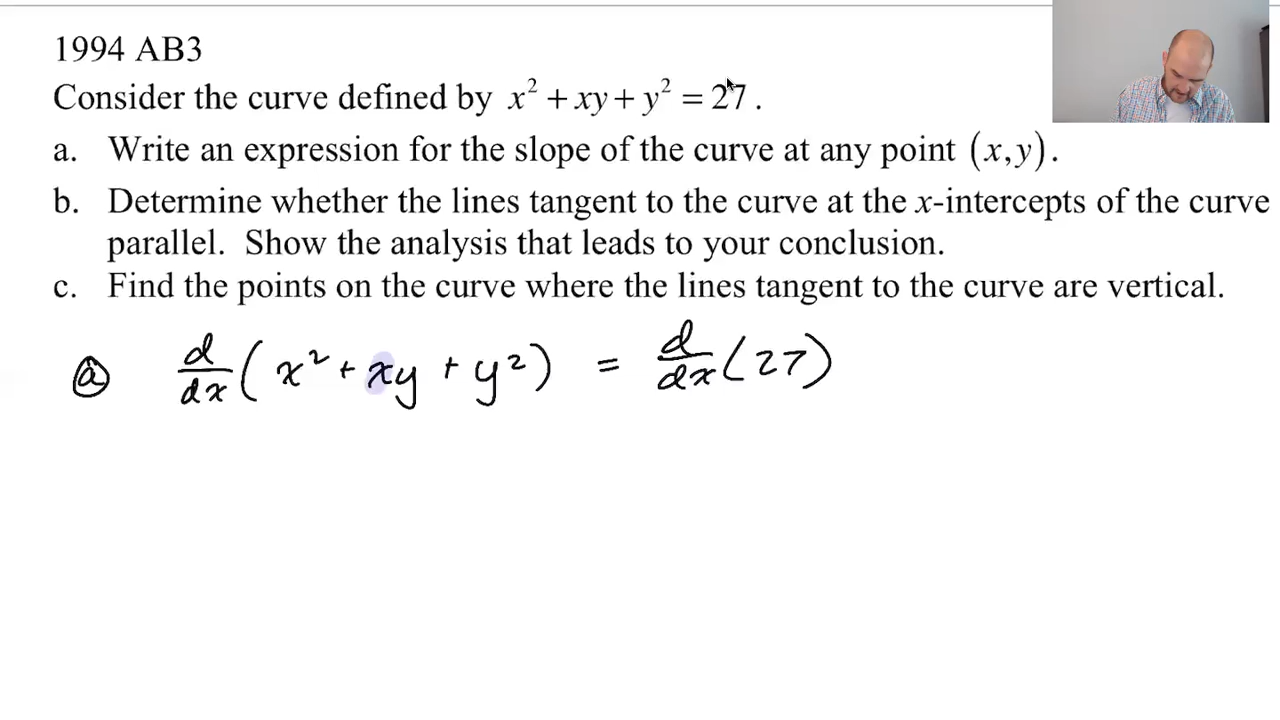 1994 AB3
Consider the curve defined by x² + xy + y² = 27.
a. Write an expression for the slope of the curve at any point (x, y).
b. Determine whether the lines tangent to the curve at the x-intercepts of the curve
parallel. Show the analysis that leads to your conclusion.
c. Find the points on the curve where the lines tangent to the curve are vertical.
ⓐ d/dx (x² + xy + y²) = d/dx (27)